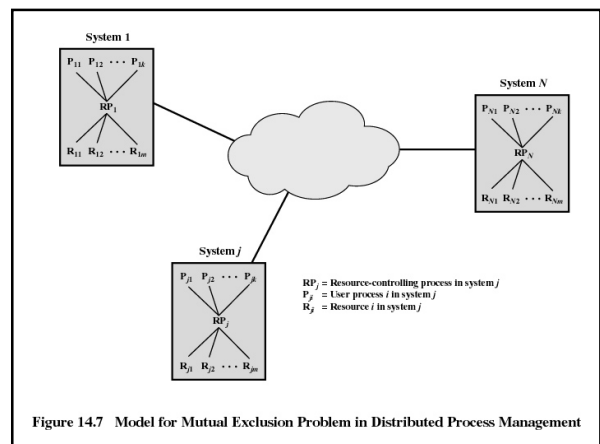 System 1
P11 P12 · · · P1k
RP1
R11 R12 · · · R1m
System N
PN1 PN2 · · · PNk
RPN
RN1 RN2 · · · RNm
System j
Pj1 Pj2 · · · Pjk
RPj
Rj1 Rj2 · · · Rjm
RPj = Resource-controlling process in system j
Pji = User process i in system j
Rji = Resource i in system j
Figure 14.7 Model for Mutual Exclusion Problem in Distributed Process Management